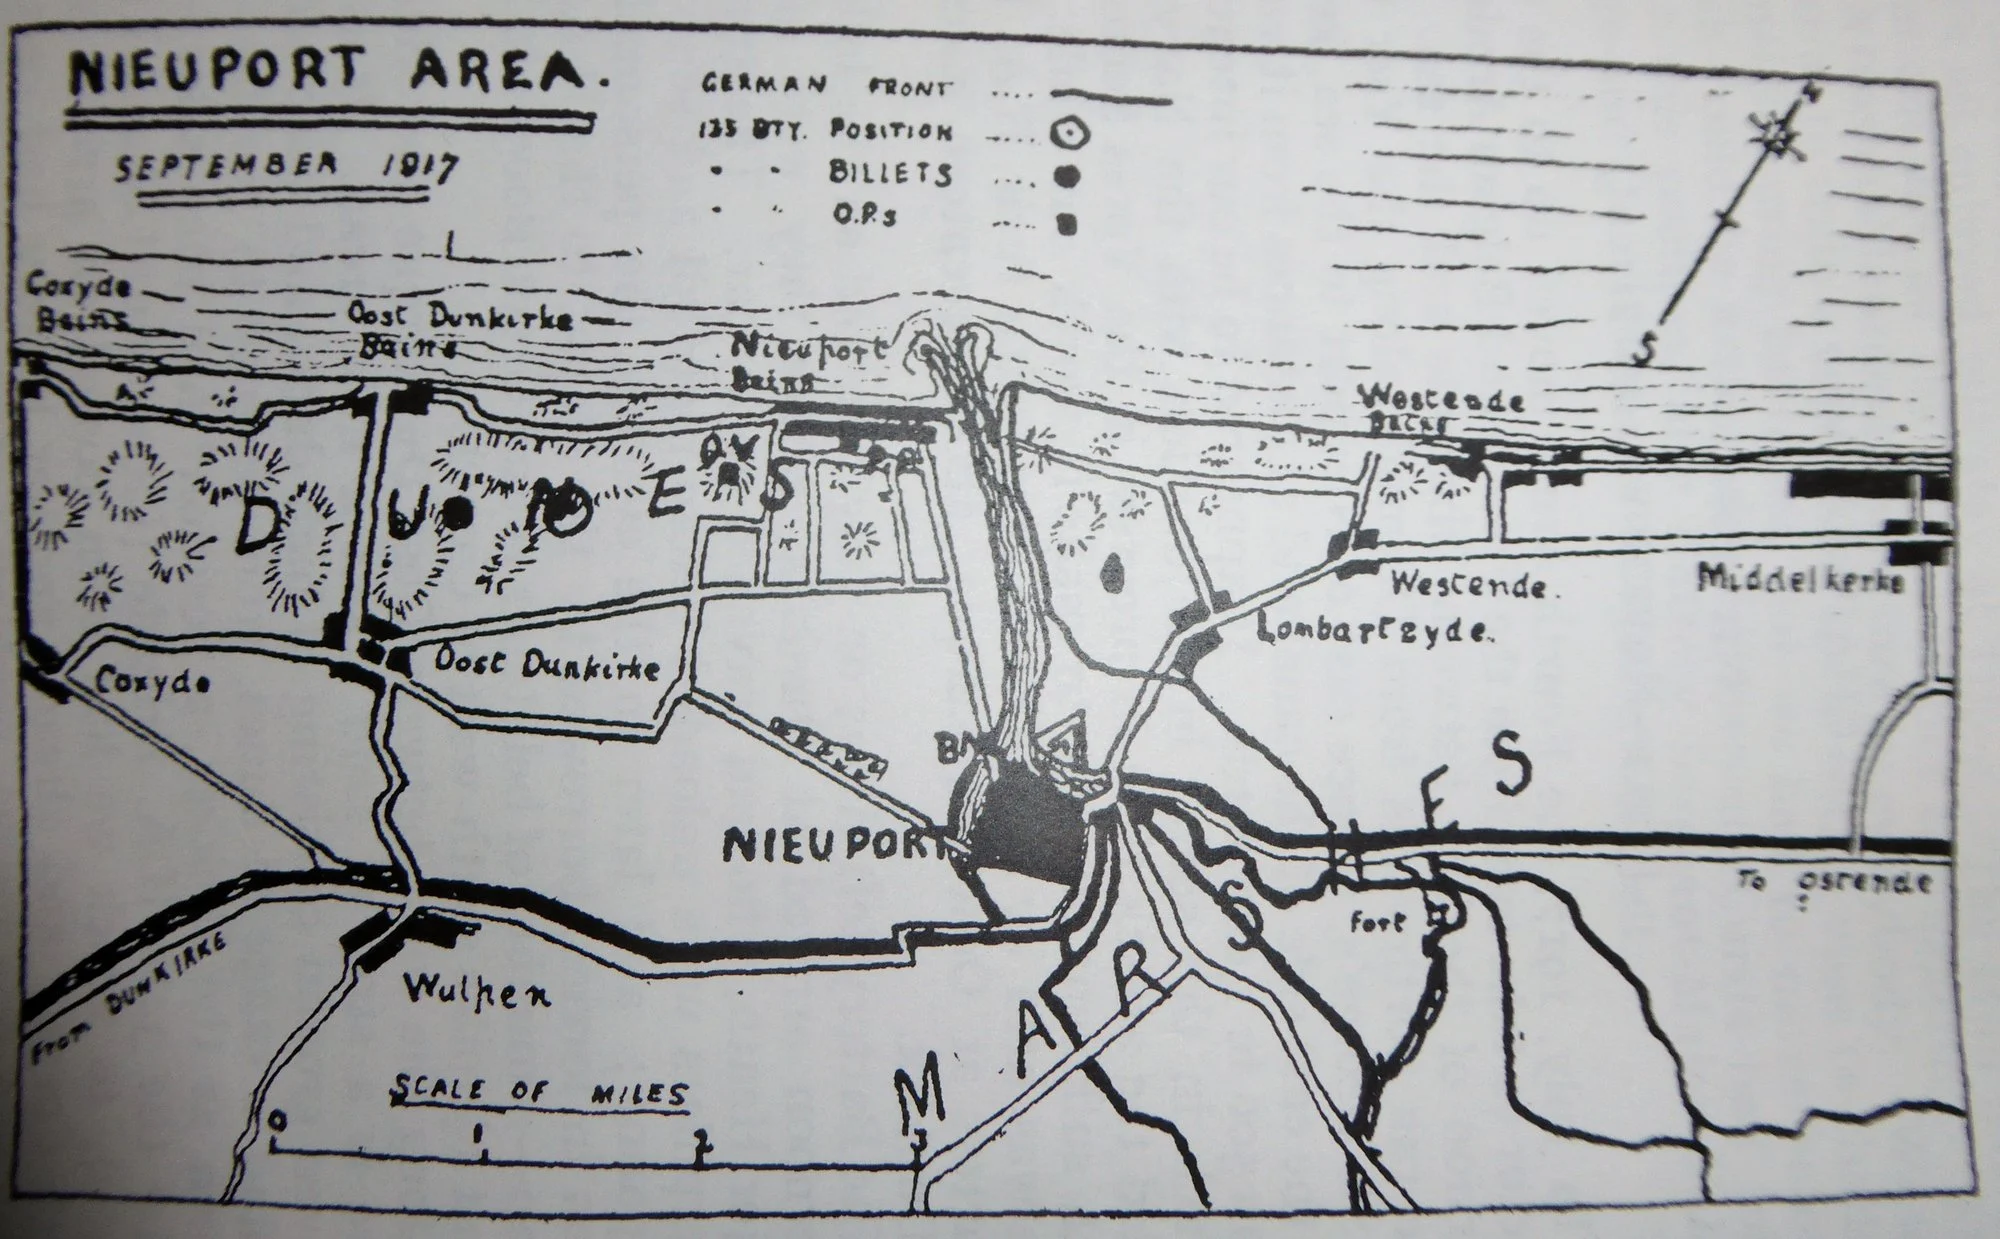 NIEUPORT AREA.
SEPTEMBER 1917
GERMAN FRONT ....
135 BTY. POSITION ....
" " BILLETS ....
" " O.P.s ....
N
S
Coxyde
Bains
Oost Dunkirke
Bains
Nieuport
Bains
Westende
Bains
DUNES
Coxyde
Oost Dunkirke
Westende.
Middelkerke
Lombartzyde.
NIEUPORT
MARSHES
Fort
To Ostende
From DUNKIRKE
Wulpen
SCALE OF MILES
0 1 2 3